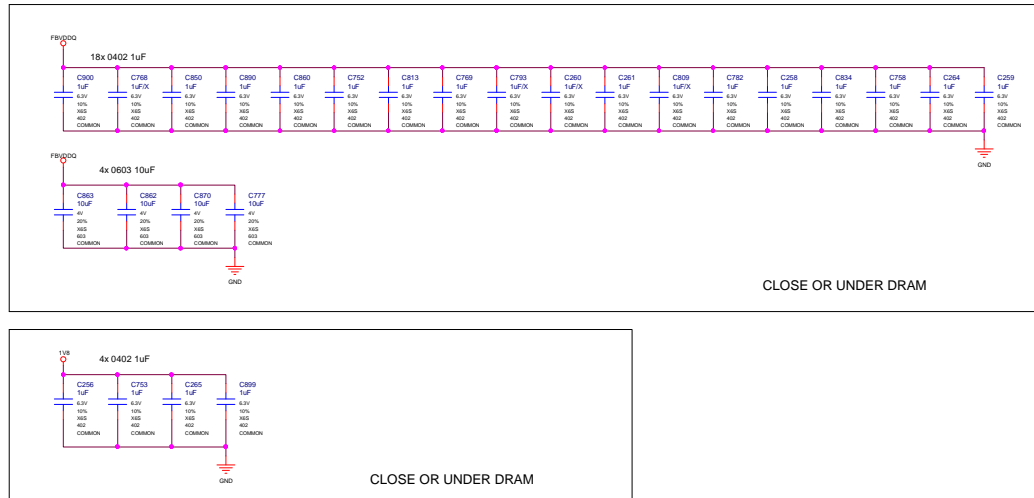 FBVDDQ
18x 0402 1uF
C900 C768 C850 C890 C860 C752 C813 C769 C793 C260 C261 C809 C782 C258 C834 C758 C264 C259
1uF 1uF/X 1uF 1uF 1uF 1uF 1uF 1uF 1uF/X 1uF/X 1uF 1uF/X 1uF 1uF 1uF 1uF 1uF 1uF
6.3V 6.3V 6.3V 6.3V 6.3V 6.3V 6.3V 6.3V 6.3V 6.3V 6.3V 6.3V 6.3V 6.3V 6.3V 6.3V 6.3V 6.3V
10% 10% 10% 10% 10% 10% 10% 10% 10% 10% 10% 10% 10% 10% 10% 10% 10% 10%
X6S X6S X6S X6S X6S X6S X6S X6S X6S X6S X6S X6S X6S X6S X6S X6S X6S X6S
402 402 402 402 402 402 402 402 402 402 402 402 402 402 402 402 402 402
COMMON COMMON COMMON COMMON COMMON COMMON COMMON COMMON COMMON COMMON COMMON COMMON COMMON COMMON COMMON COMMON COMMON COMMON
GND
FBVDDQ
4x 0603 10uF
C863 C862 C870 C777
10uF 10uF 10uF 10uF
4V 4V 4V 4V
20% 20% 20% 20%
X6S X6S X6S X6S
603 603 603 603
COMMON COMMON COMMON COMMON
GND
CLOSE OR UNDER DRAM
1V8
4x 0402 1uF
C256 C753 C265 C899
1uF 1uF 1uF 1uF
6.3V 6.3V 6.3V 6.3V
10% 10% 10% 10%
X6S X6S X6S X6S
402 402 402 402
COMMON COMMON COMMON COMMON
GND
CLOSE OR UNDER DRAM